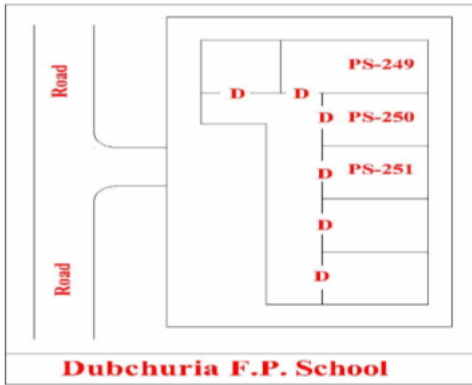 Road
PS-249
D D
D PS-250
D PS-251
D
D
Road
Dubchuria F.P. School